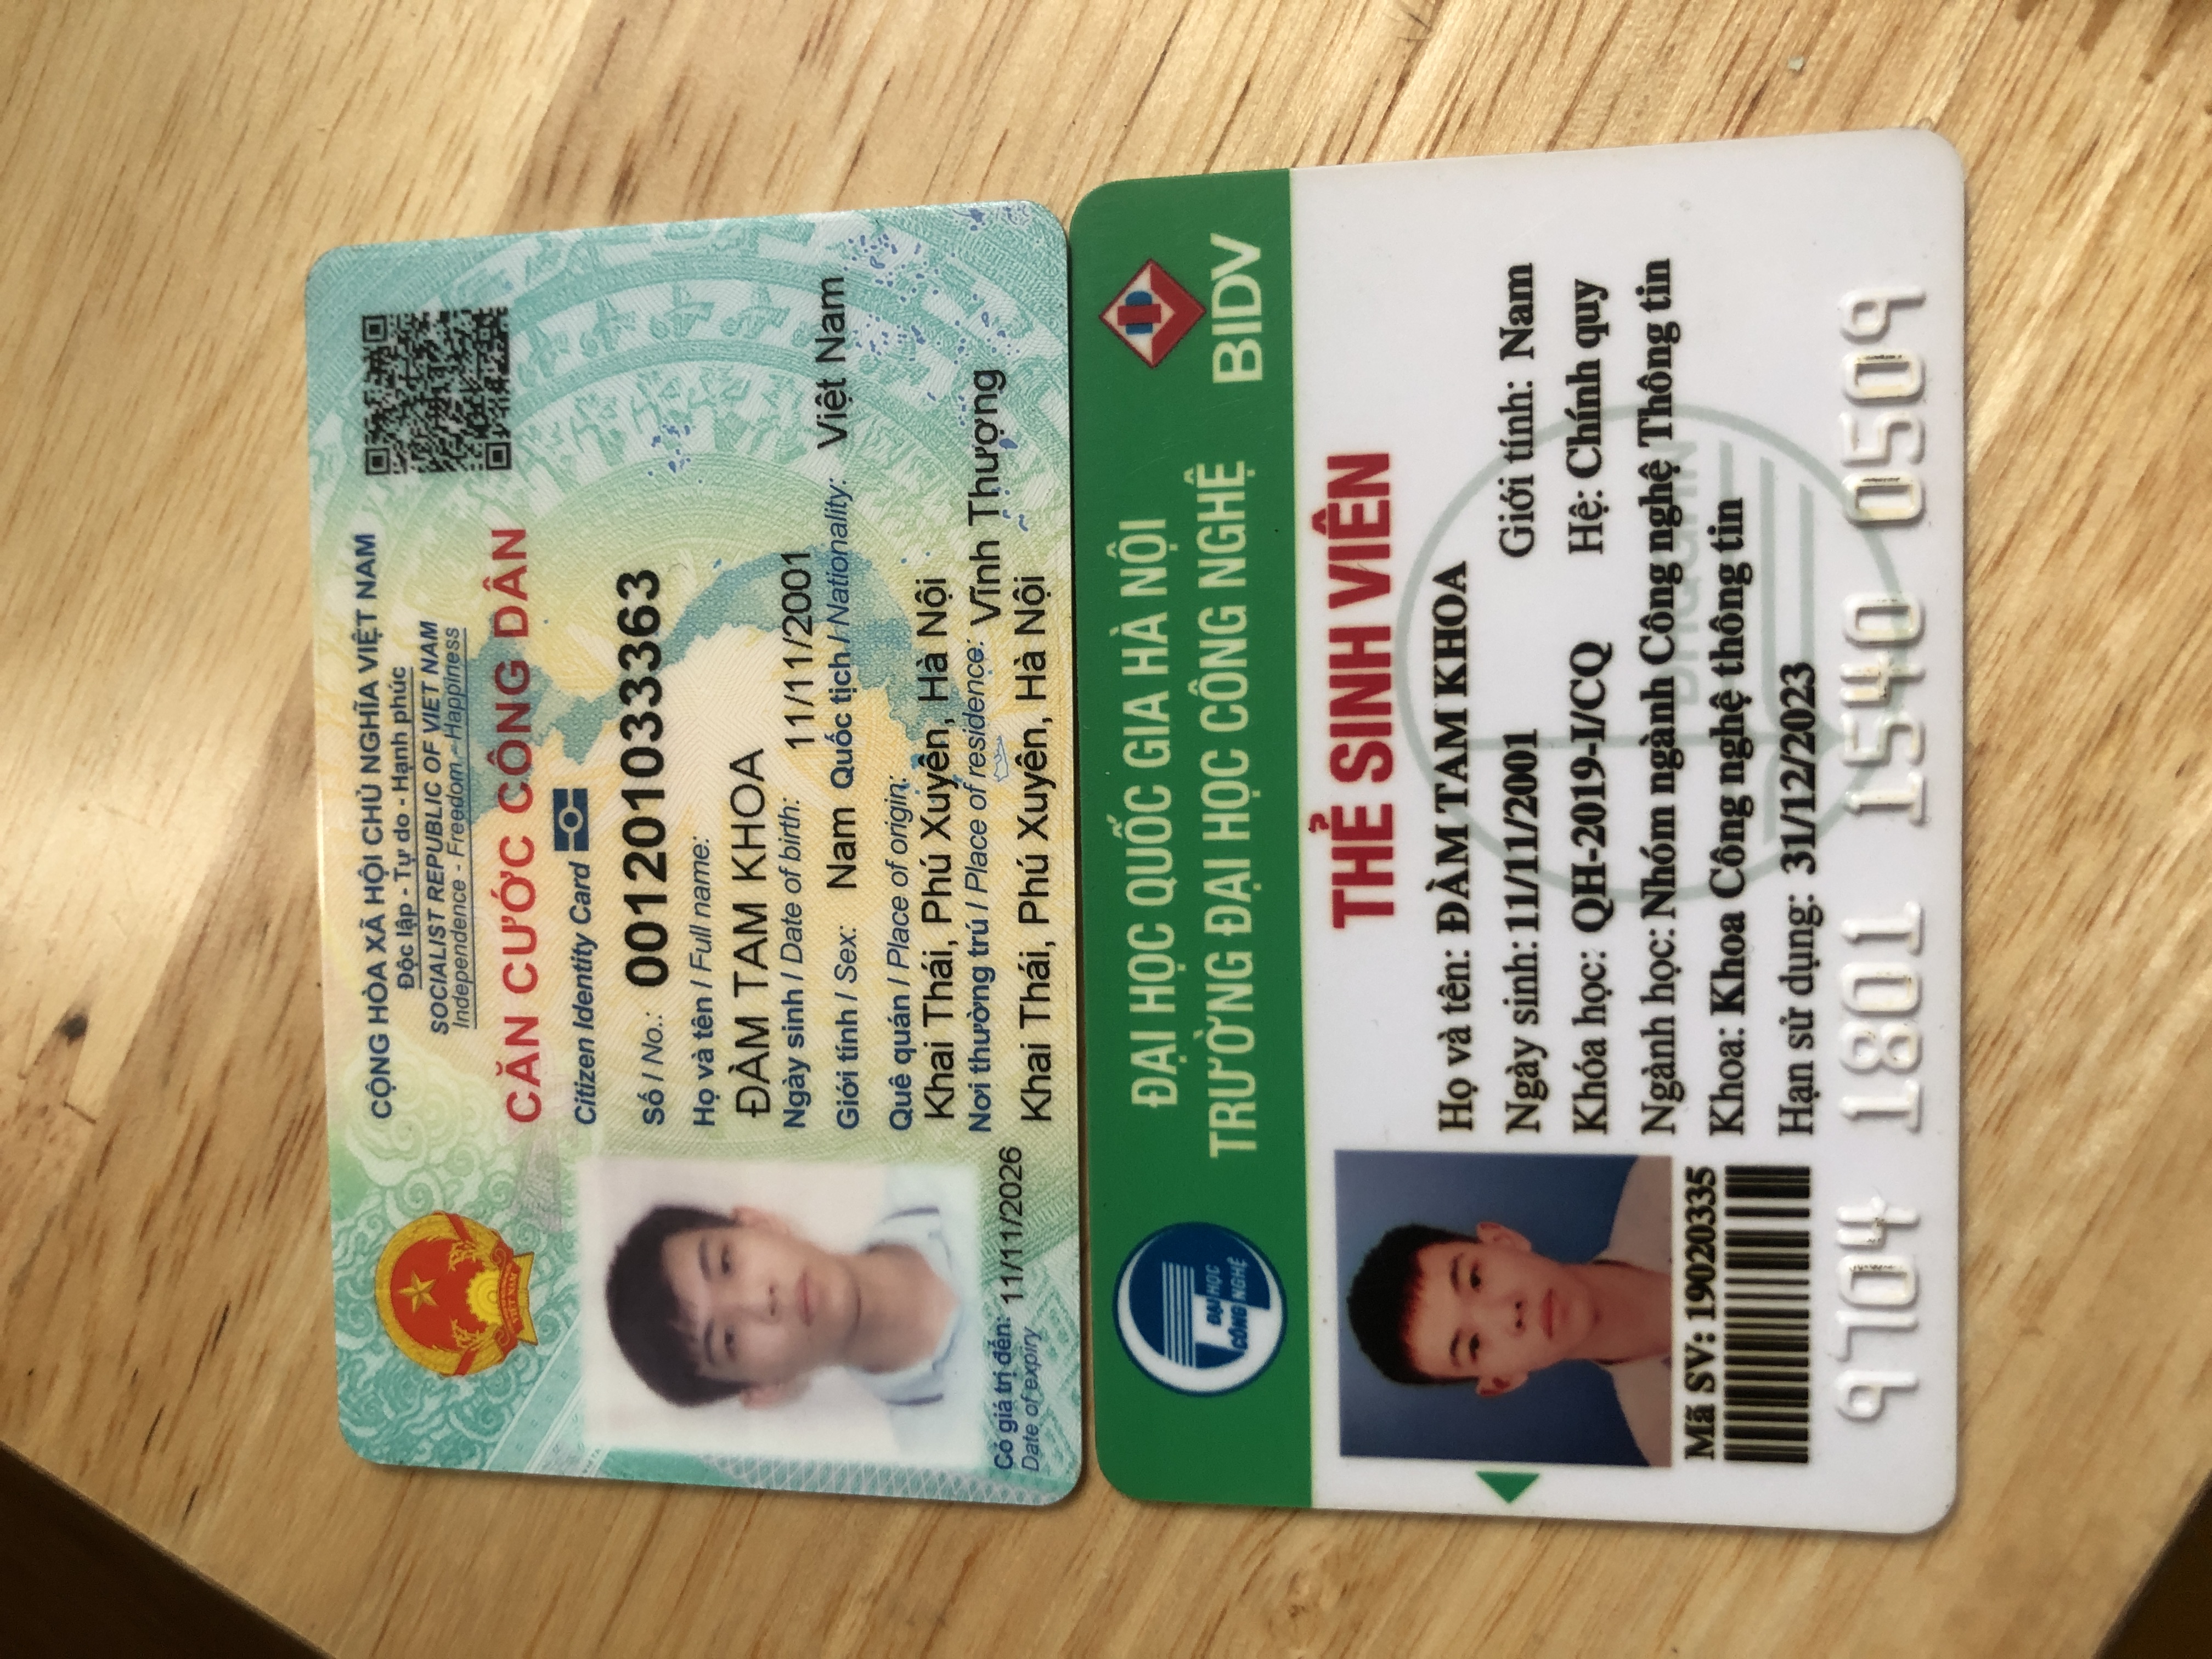 CỘNG HÒA XÃ HỘI CHỦ NGHĨA VIỆT NAM
Độc lập - Tự do - Hạnh phúc
SOCIALIST REPUBLIC OF VIET NAM
Independence - Freedom - Happiness
CĂN CƯỚC CÔNG DÂN
Citizen Identity Card
Số / No.: 001201033363
Họ và tên / Full name:
ĐÀM TAM KHOA
Ngày sinh / Date of birth: 11/11/2001
Giới tính / Sex: Nam Quốc tịch / Nationality: Việt Nam
Quê quán / Place of origin:
Khai Thái, Phú Xuyên, Hà Nội
Nơi thường trú / Place of residence: Vĩnh Thượng
Khai Thái, Phú Xuyên, Hà Nội
Có giá trị đến: 11/11/2026
Date of expiry
VIỆT NAM
ĐẠI HỌC QUỐC GIA HÀ NỘI
TRƯỜNG ĐẠI HỌC CÔNG NGHỆ
ĐẠI HỌC
CÔNG NGHỆ
BIDV
THẺ SINH VIÊN
Họ và tên: ĐÀM TAM KHOA
Ngày sinh: 11/11/2001 Giới tính: Nam
Khóa học: QH-2019-I/CQ Hệ: Chính quy
Ngành học: Nhóm ngành Công nghệ Thông tin
Khoa: Khoa Công nghệ thông tin
Hạn sử dụng: 31/12/2023
Mã SV: 19020335
ĐHQGHN
9704 1801 1540 0509